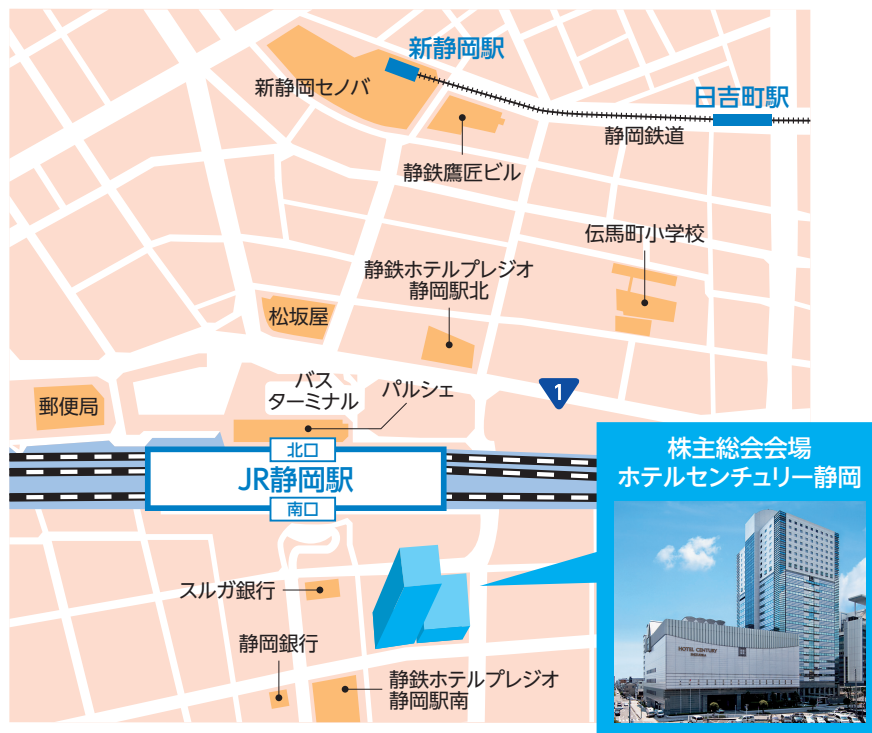 新静岡駅
新静岡セノバ
日吉町駅
静岡鉄道
静鉄鷹匠ビル
伝馬町小学校
静鉄ホテルプレジオ
静岡駅北
松坂屋
バス
ターミナル
パルシェ
1
郵便局
北口
JR静岡駅
南口
株主総会会場
ホテルセンチュリー静岡
HOTEL CENTURY
スルガ銀行
静岡銀行
静鉄ホテルプレジオ
静岡駅南